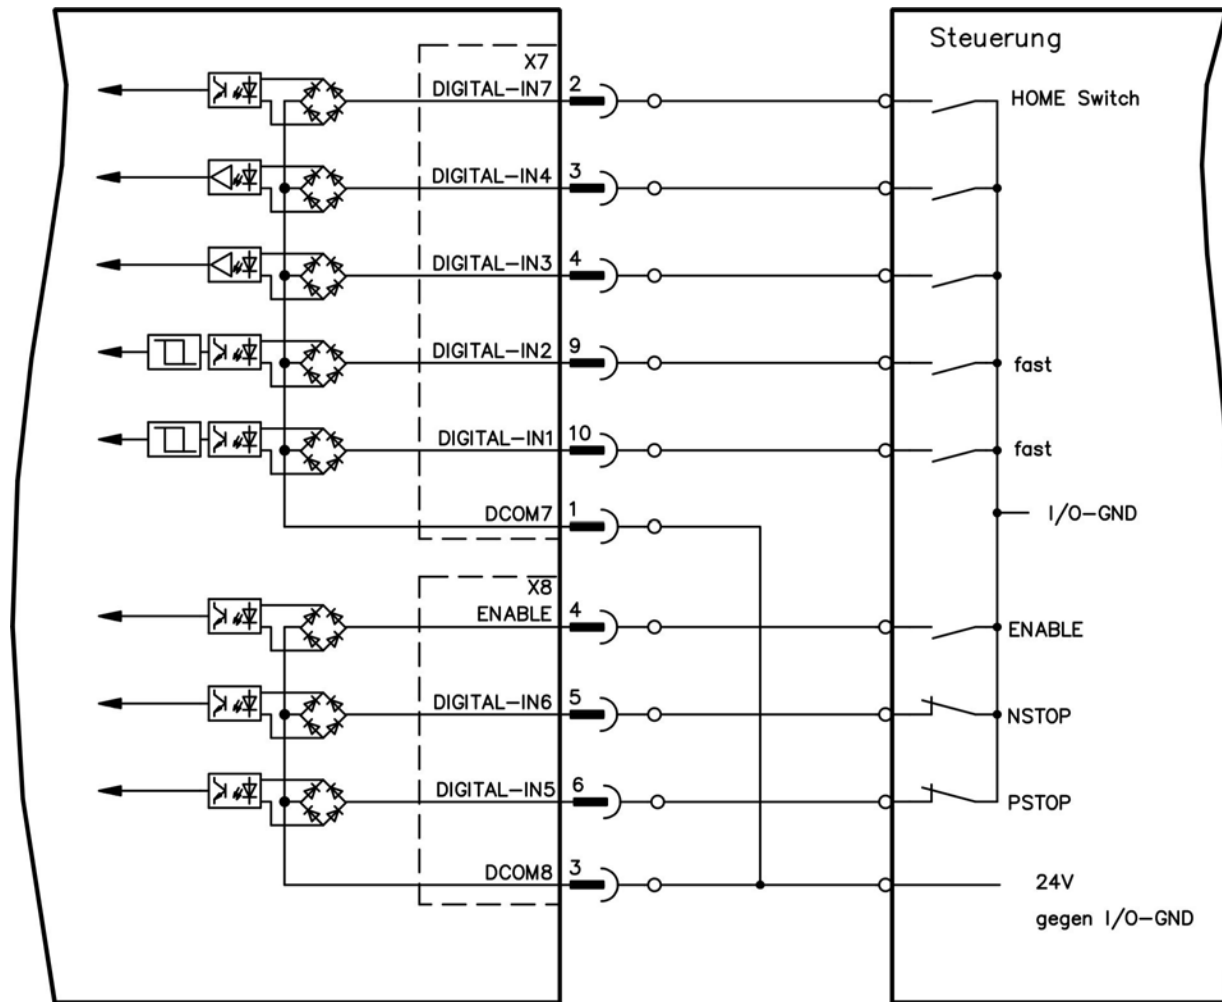 Steuerung
X7
DIGITAL-IN7 2 HOME Switch
DIGITAL-IN4 3
DIGITAL-IN3 4
DIGITAL-IN2 9 fast
DIGITAL-IN1 10 fast
DCOM7 1 I/O-GND
X8
ENABLE 4 ENABLE
DIGITAL-IN6 5 NSTOP
DIGITAL-IN5 6 PSTOP
DCOM8 3 24V
gegen I/O-GND